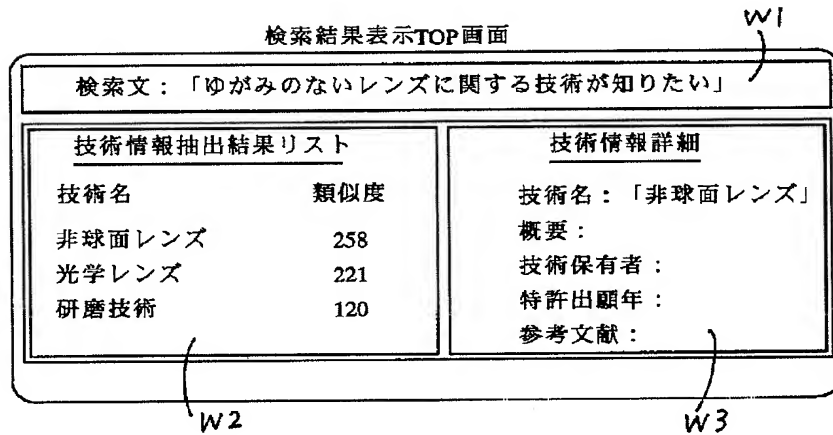 検索結果表示TOP画面
W1
検索文：「ゆがみのないレンズに関する技術が知りたい」
技術情報抽出結果リスト
技術名 類似度
非球面レンズ 258
光学レンズ 221
研磨技術 120
技術情報詳細
技術名：「非球面レンズ」
概要：
技術保有者：
特許出願年：
参考文献：
W2
W3